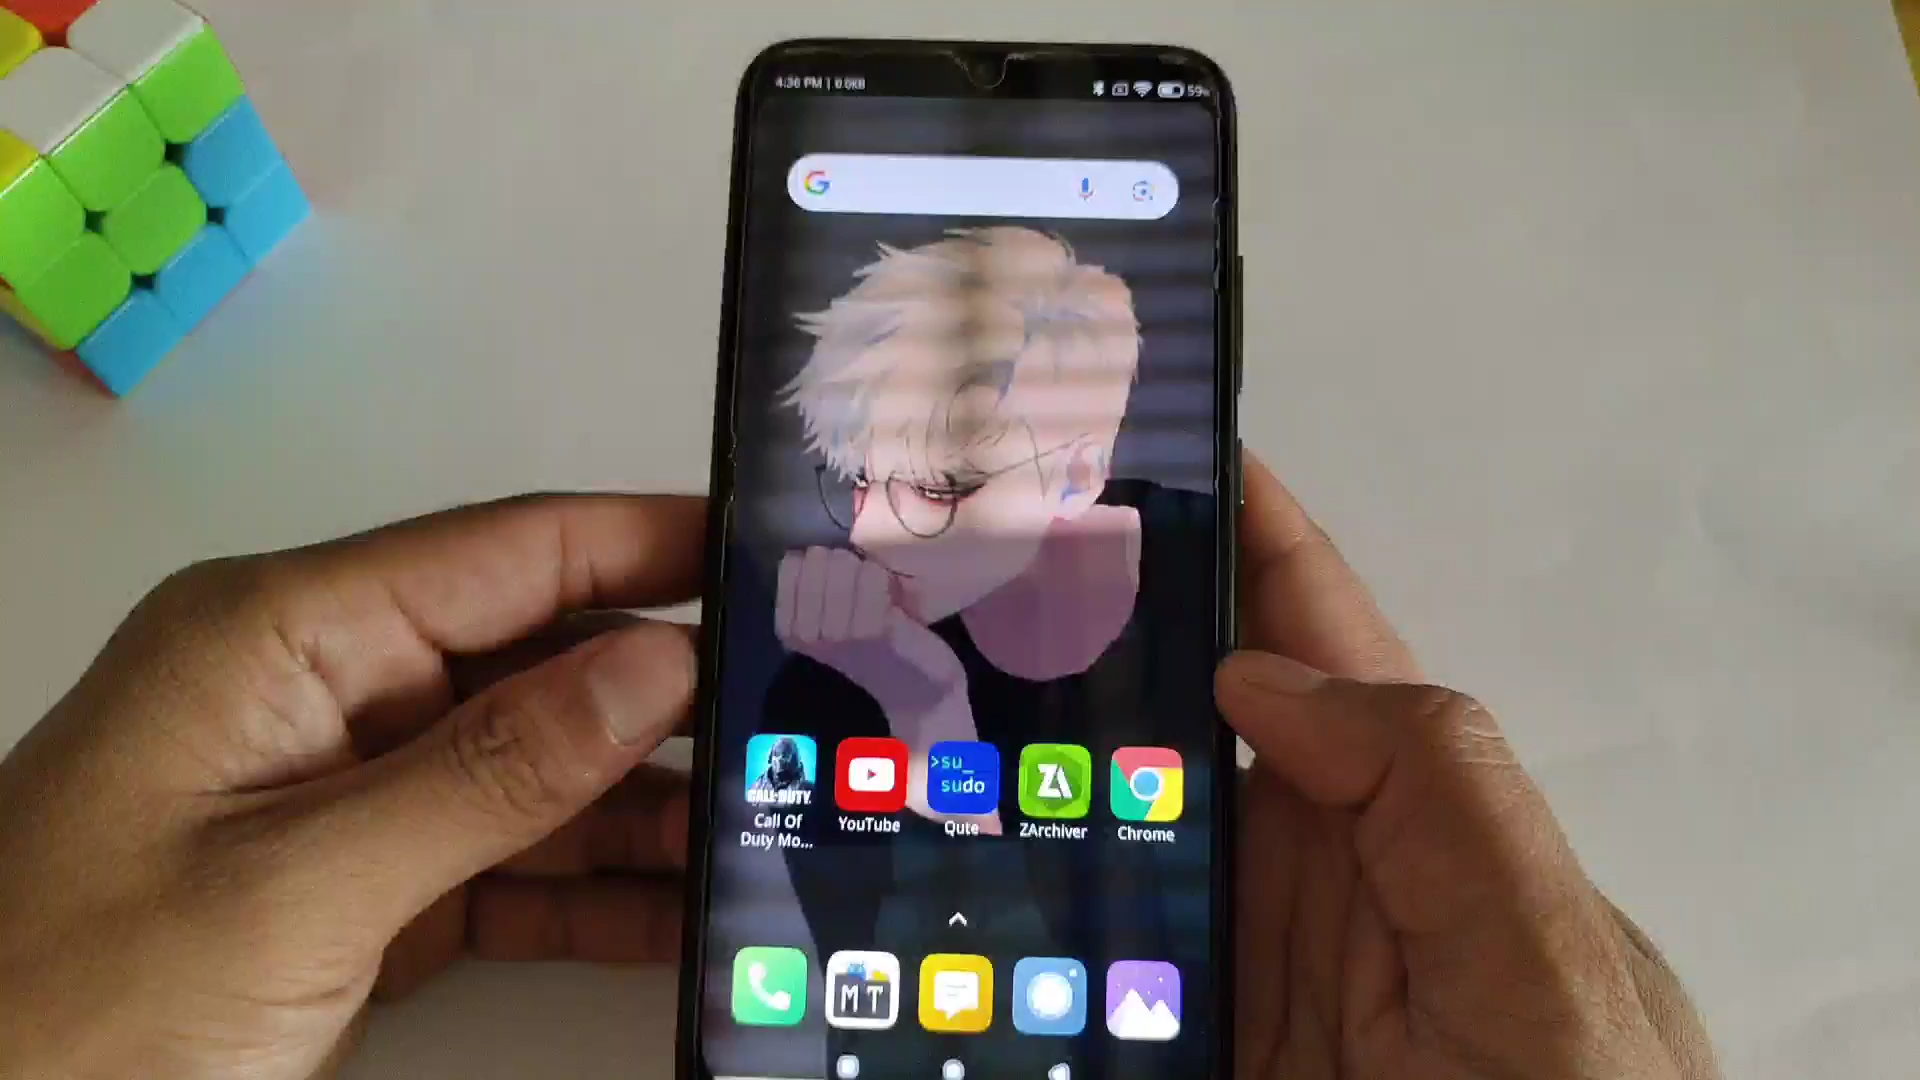 4:36 PM | 0.0KB
59%
G
>su_
sudo
ZA
CALL·DUTY
Call Of
Duty Mo...
YouTube
Qute
ZArchiver
Chrome
MT